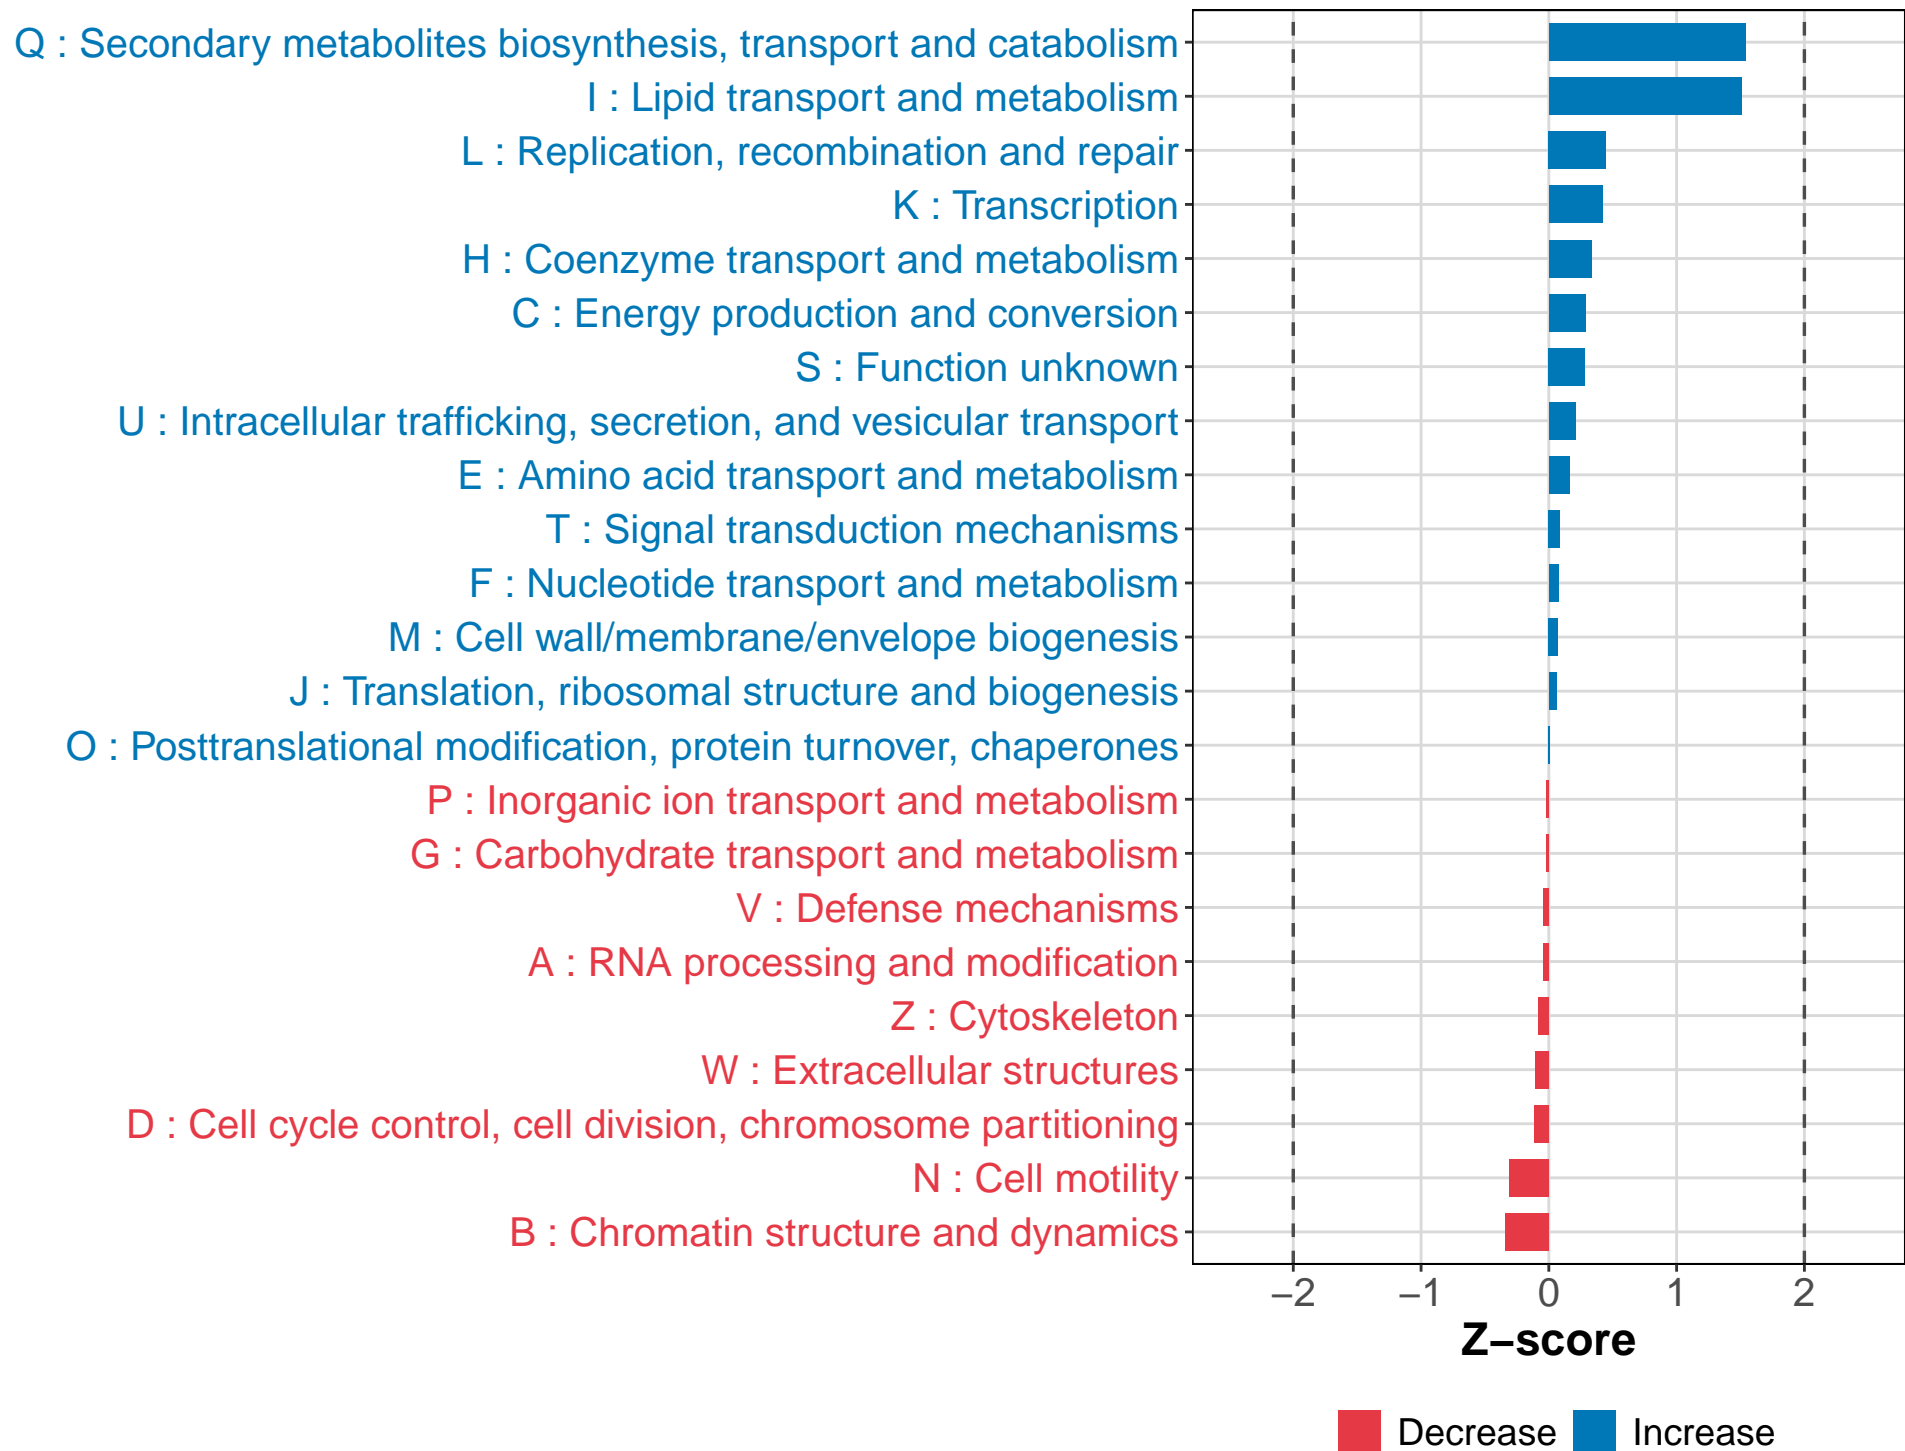 Q : Secondary metabolites biosynthesis, transport and catabolism
I : Lipid transport and metabolism
L : Replication, recombination and repair
K : Transcription
H : Coenzyme transport and metabolism
C : Energy production and conversion
S : Function unknown
U : Intracellular trafficking, secretion, and vesicular transport
E : Amino acid transport and metabolism
T : Signal transduction mechanisms
F : Nucleotide transport and metabolism
M : Cell wall/membrane/envelope biogenesis
J : Translation, ribosomal structure and biogenesis
O : Posttranslational modification, protein turnover, chaperones
P : Inorganic ion transport and metabolism
G : Carbohydrate transport and metabolism
V : Defense mechanisms
A : RNA processing and modification
Z : Cytoskeleton
W : Extracellular structures
D : Cell cycle control, cell division, chromosome partitioning
N : Cell motility
B : Chromatin structure and dynamics
−2 −1 0 1 2
Z−score
Decrease Increase